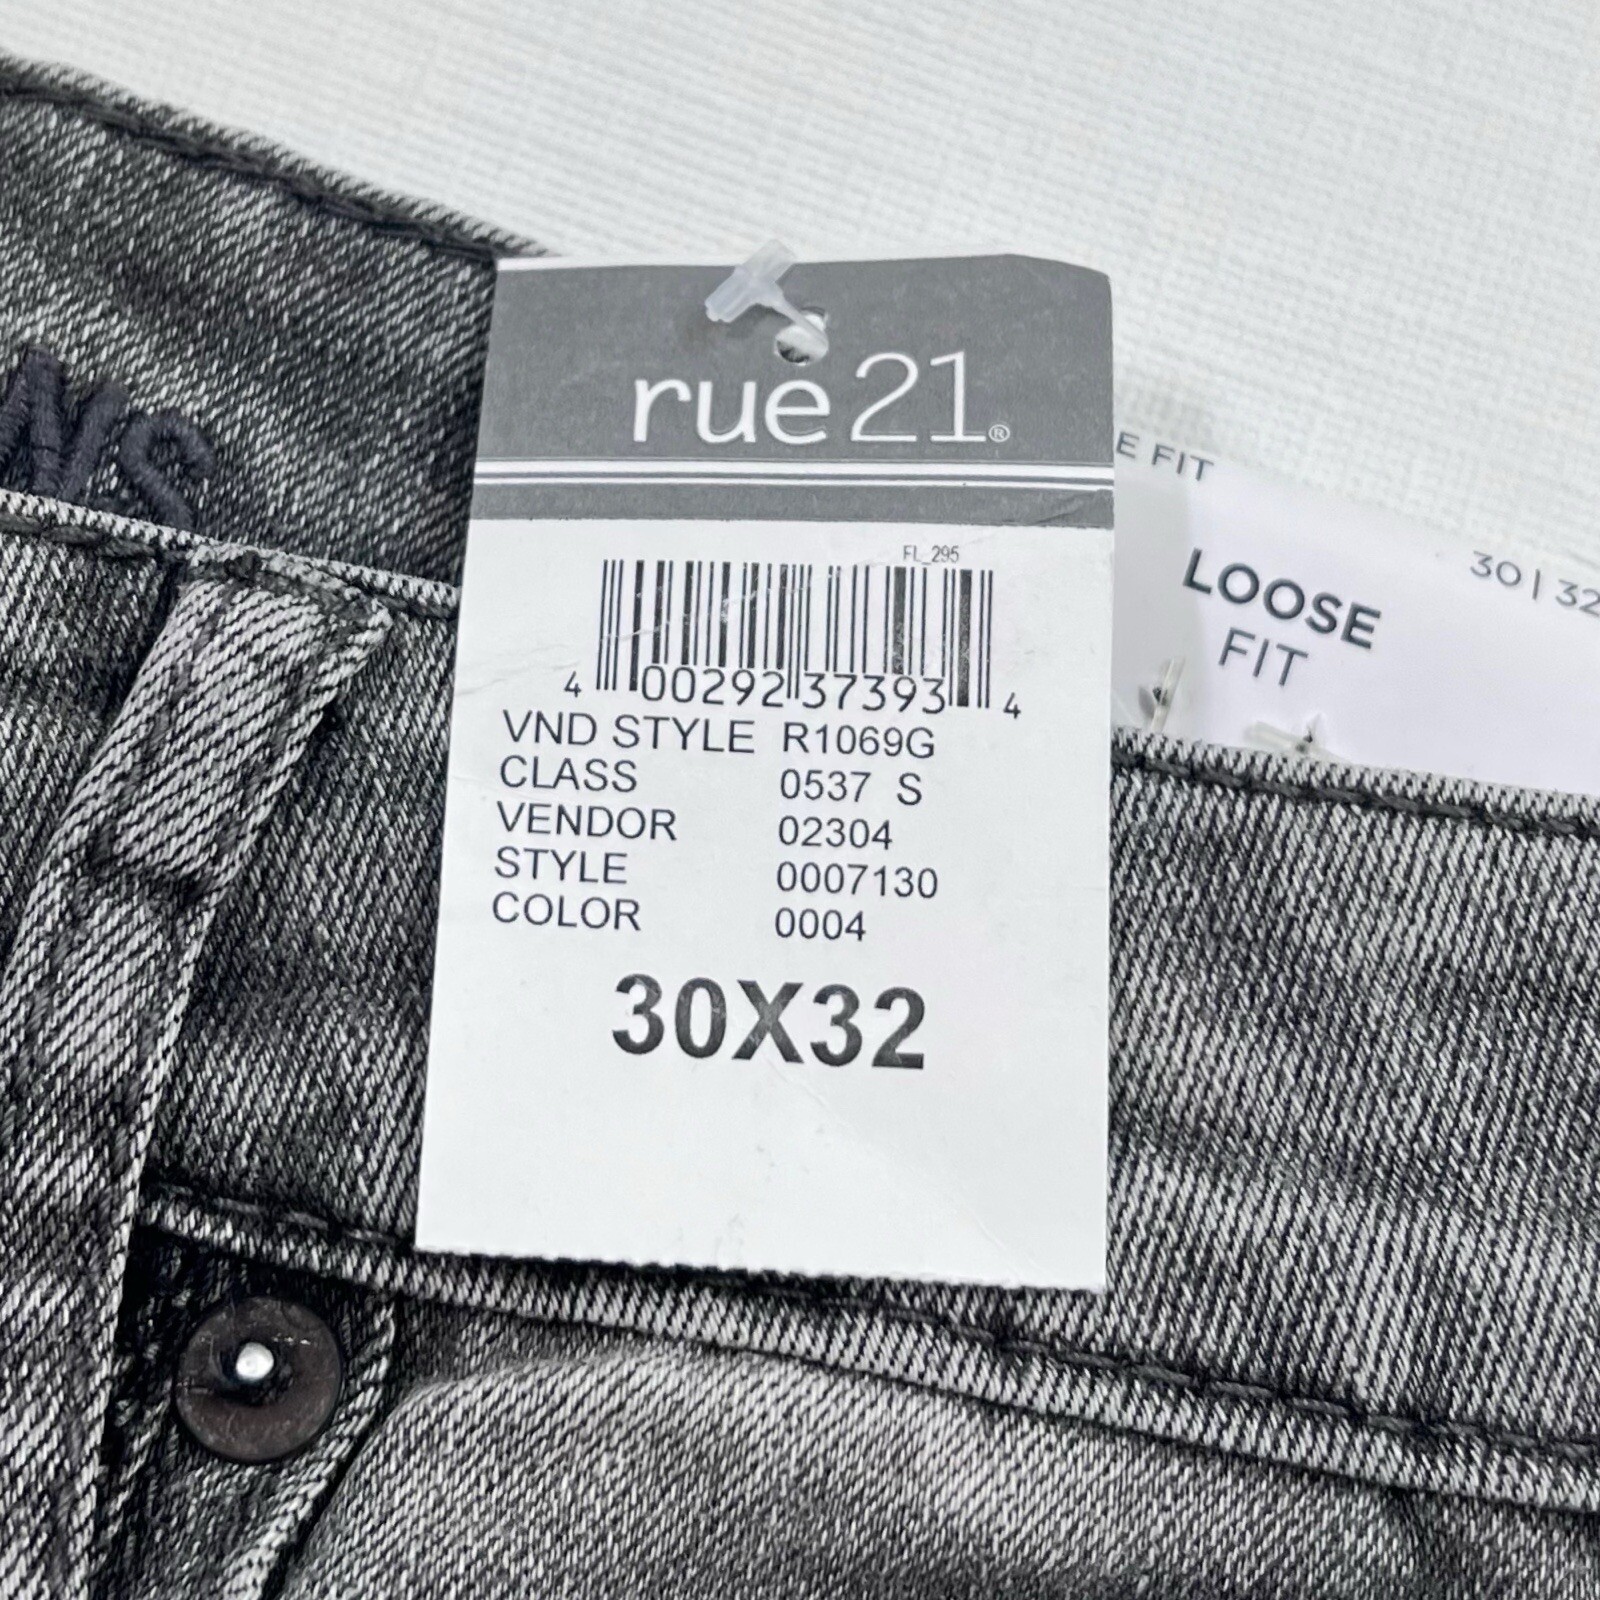 rue21®
FL_295
4 00292 37393 4
VND STYLE R1069G
CLASS 0537 S
VENDOR 02304
STYLE 0007130
COLOR 0004
30X32
E FIT
30 | 32
LOOSE
FIT
NS